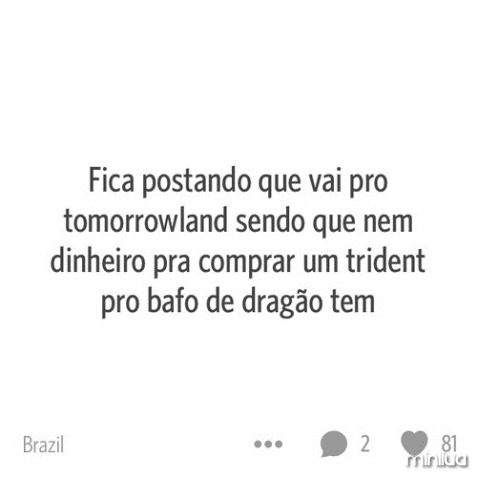 Fica postando que vai pro
tomorrowland sendo que nem
dinheiro pra comprar um trident
pro bafo de dragão tem
Brazil ••• 2 81
minilua